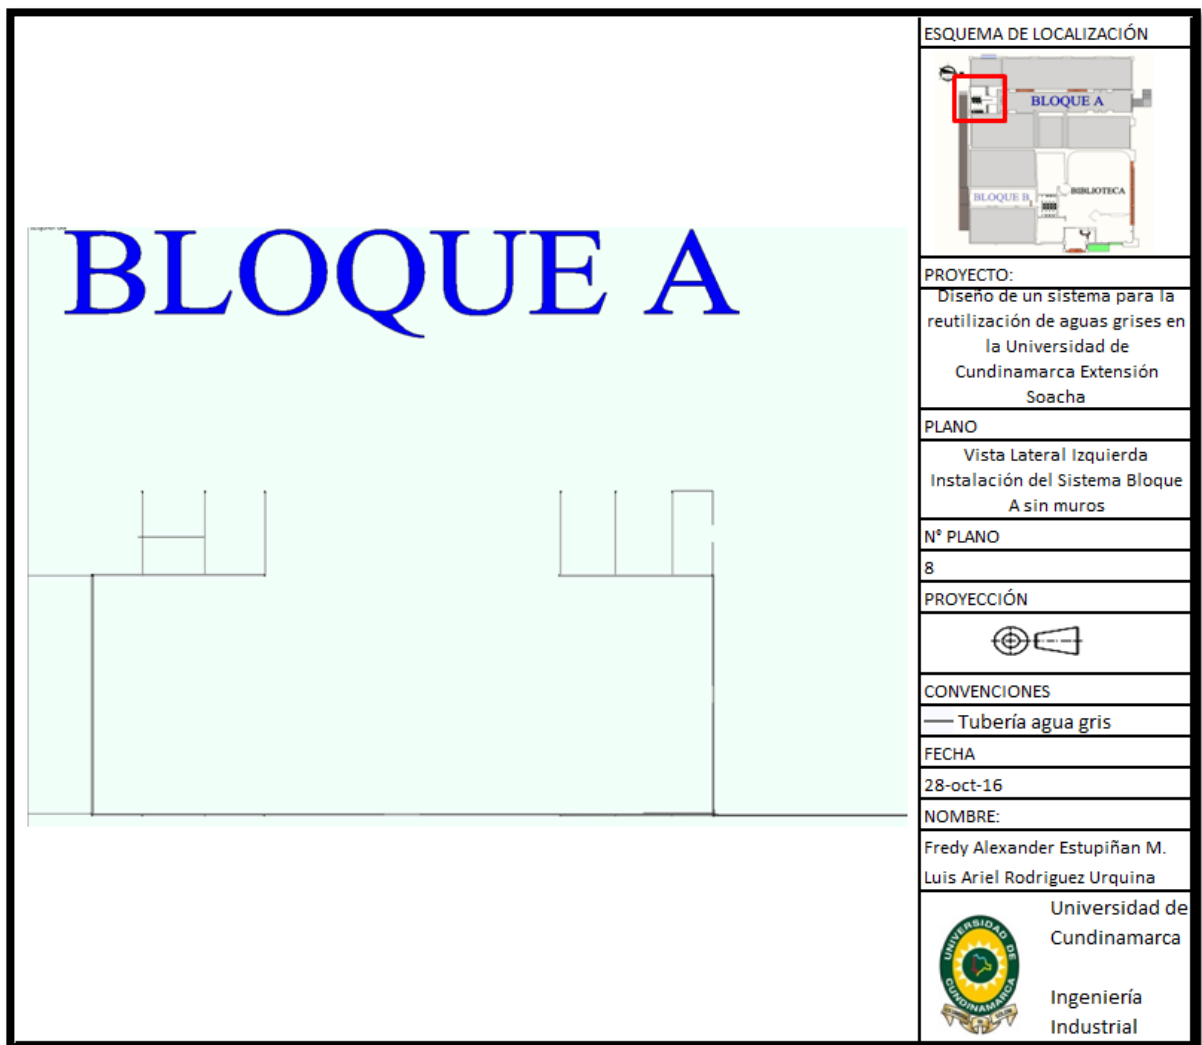 BLOQUE A
ESQUEMA DE LOCALIZACIÓN
BLOQUE A
BLOQUE B
BIBLIOTECA
PROYECTO:
Diseño de un sistema para la
reutilización de aguas grises en
la Universidad de
Cundinamarca Extensión
Soacha
PLANO
Vista Lateral Izquierda
Instalación del Sistema Bloque
A sin muros
N° PLANO
8
PROYECCIÓN
CONVENCIONES
Tubería agua gris
FECHA
28-oct-16
NOMBRE:
Fredy Alexander Estupiñan M.
Luis Ariel Rodriguez Urquina
UNIVERSIDAD DE
CUNDINAMARCA
Universidad de
Cundinamarca
Ingeniería
Industrial